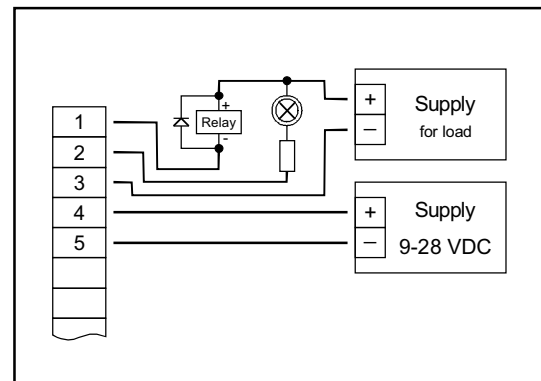 1
2
3
4
5
+
Relay
-
+
–
Supply
for load
+
–
Supply
9-28 VDC